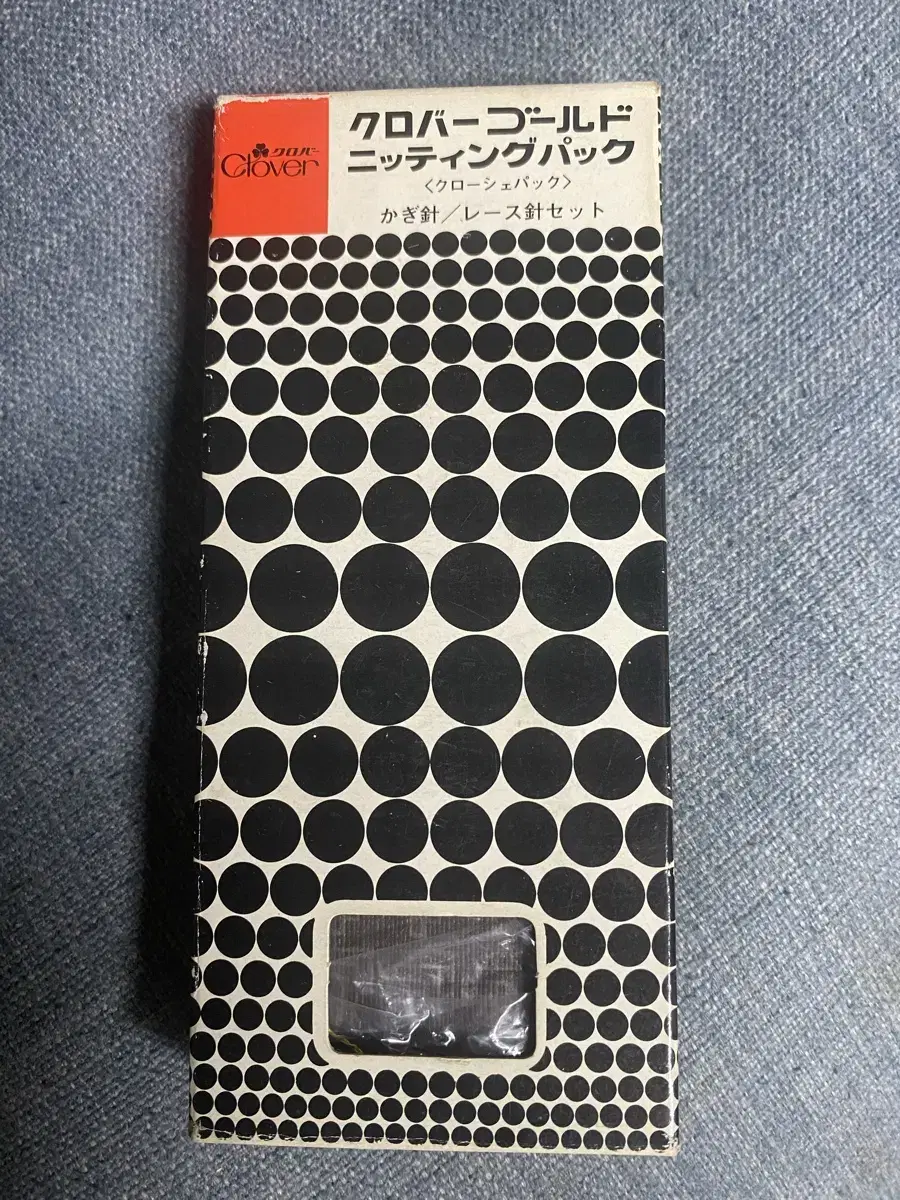 クロバー
Clover
クロバーゴールド
ニッティングパック
〈クローシェパック〉
かぎ針／レース針セット